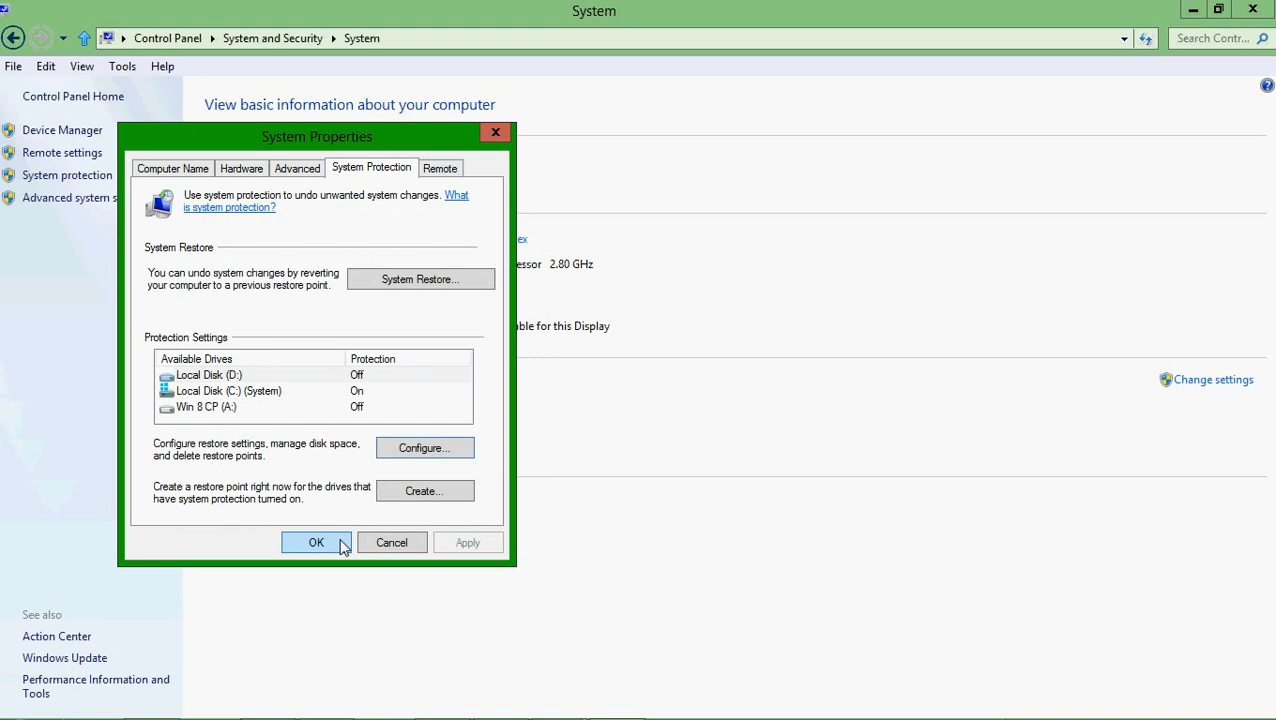 System
Control Panel System and Security System
Search Contr...
File Edit View Tools Help
Control Panel Home
Device Manager
Remote settings
System protection
Advanced system s
View basic information about your computer
System Properties
Computer Name Hardware Advanced System Protection Remote
Use system protection to undo unwanted system changes. What
is system protection?
System Restore
You can undo system changes by reverting
your computer to a previous restore point.
System Restore...
Protection Settings
Available Drives Protection
Local Disk (D:) Off
Local Disk (C:) (System) On
Win 8 CP (A:) Off
Configure restore settings, manage disk space,
and delete restore points.
Configure...
Create a restore point right now for the drives that
have system protection turned on.
Create...
OK Cancel Apply
ex
2.80 GHz
for this Display
Change settings
See also
Action Center
Windows Update
Performance Information and
Tools